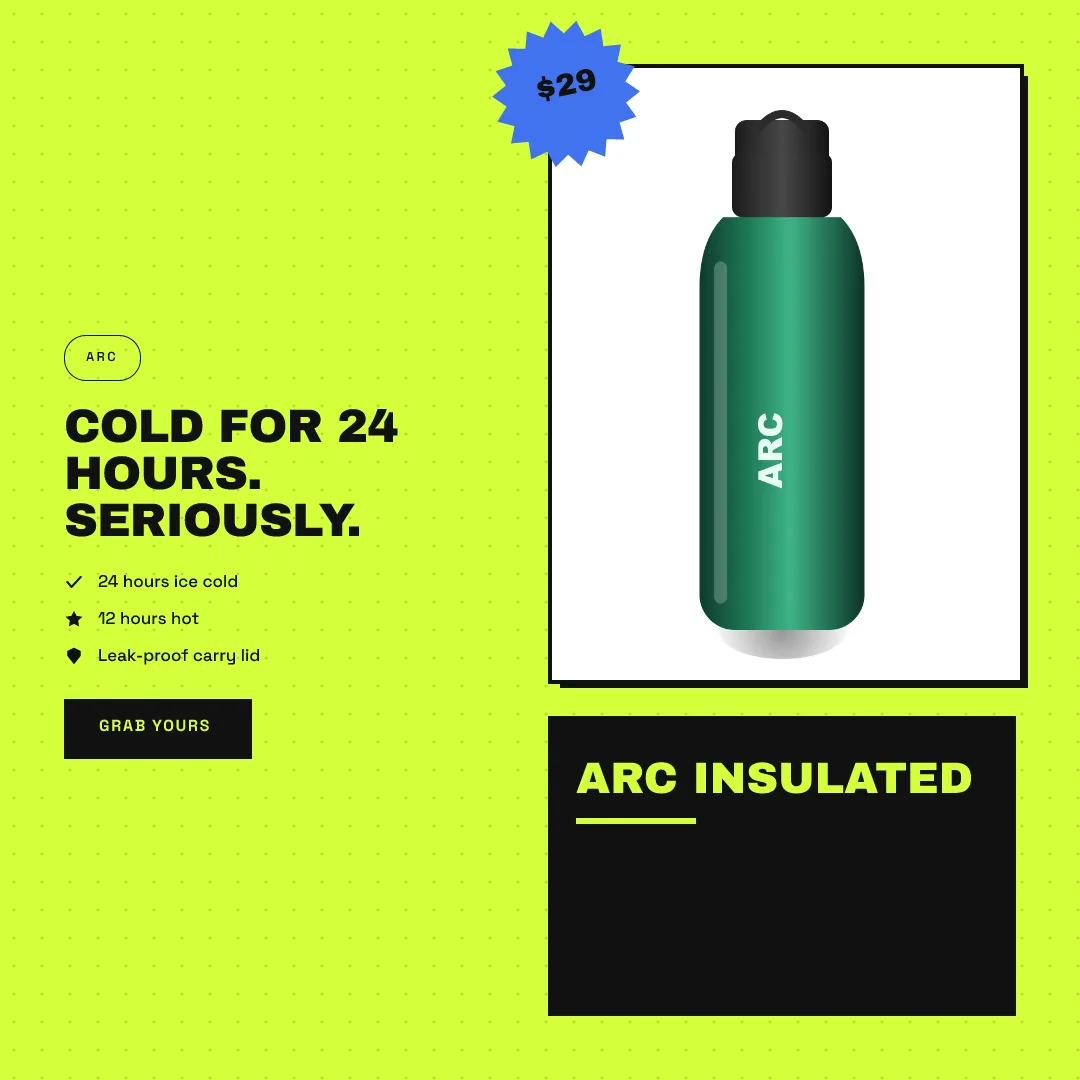 $29
ARC
ARC
COLD FOR 24
HOURS.
SERIOUSLY.
24 hours ice cold
12 hours hot
Leak-proof carry lid
GRAB YOURS
ARC INSULATED